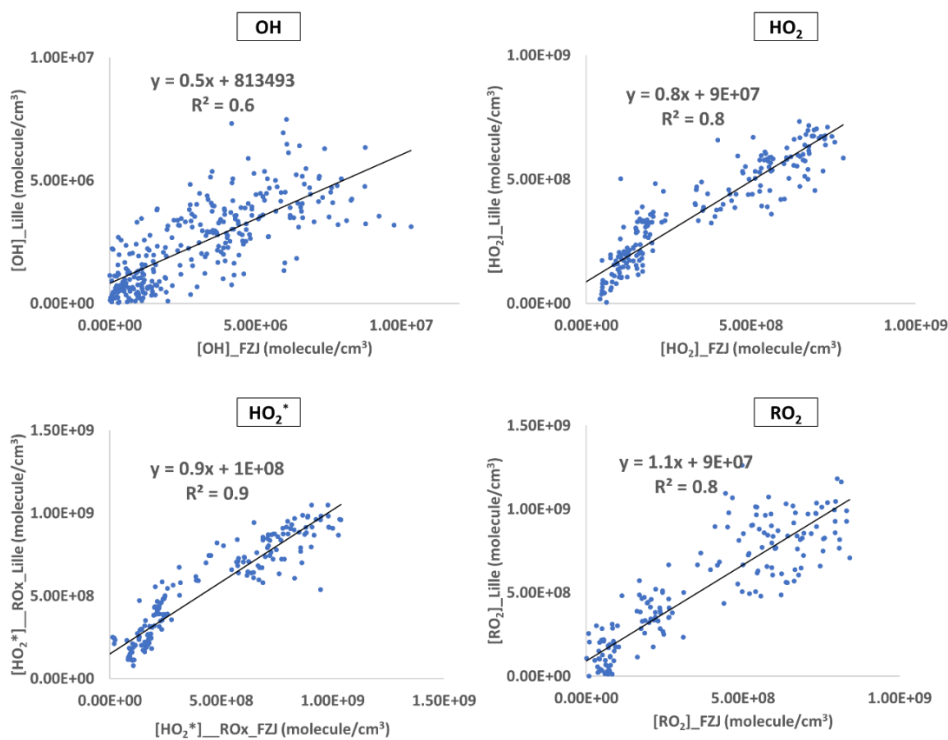 OH
1.00E+07
y = 0.5x + 813493
R² = 0.6
5.00E+06
[OH]_Lille (molecule/cm³)
0.00E+00
0.00E+00 5.00E+06 1.00E+07
[OH]_FZJ (molecule/cm³)
HO₂
1.00E+09
y = 0.8x + 9E+07
R² = 0.8
5.00E+08
[HO₂]_Lille (molecule/cm³)
0.00E+00
0.00E+00 5.00E+08 1.00E+09
[HO₂]_FZJ (molecule/cm³)
HO₂*
1.50E+09
y = 0.9x + 1E+08
R² = 0.9
1.00E+09
5.00E+08
[HO₂*]__ROx_Lille (molecule/cm³)
0.00E+00
0.00E+00 5.00E+08 1.00E+09 1.50E+09
[HO₂*]__ROx_FZJ (molecule/cm³)
RO₂
1.50E+09
y = 1.1x + 9E+07
R² = 0.8
1.00E+09
5.00E+08
[RO₂]_Lille (molecule/cm³)
0.00E+00
0.00E+00 5.00E+08 1.00E+09
[RO₂]_FZJ (molecule/cm³)